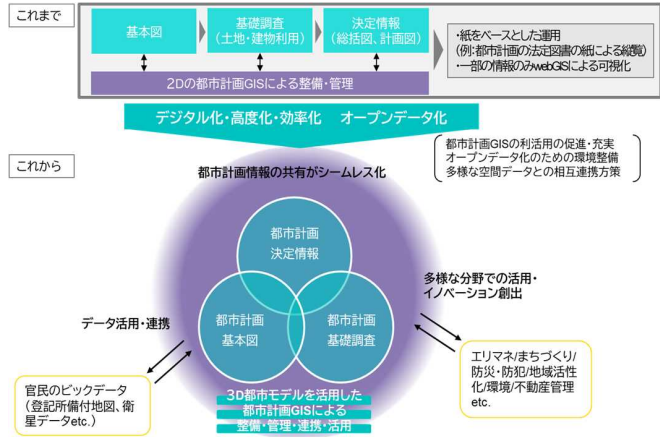 これまで
基本図
基礎調査
(土地・建物利用)
決定情報
(総括図、計画図)
2Dの都市計画GISによる整備・管理
・紙をベースとした運用
(例：都市計画の法定図書の紙による縦覧)
・一部の情報のみwebGISによる可視化
デジタル化・高度化・効率化　オープンデータ化
これから
都市計画GISの利活用の促進・充実
オープンデータ化のための環境整備
多様な空間データとの相互連携方策
都市計画情報の共有がシームレス化
都市計画
決定情報
都市計画
基本図
都市計画
基礎調査
データ活用・連携
多様な分野での活用・
イノベーション創出
官民のビックデータ
(登記所備付地図、衛
星データetc.)
エリマネ/まちづくり/
防災・防犯/地域活性
化/環境/不動産管理
etc.
3D都市モデルを活用した
都市計画GISによる
整備・管理・連携・活用